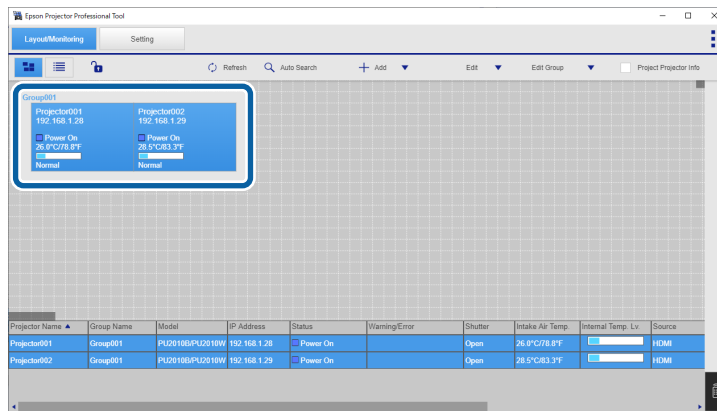 Epson Projector Professional Tool
Layout/Monitoring Setting
Refresh Auto Search Add Edit Edit Group Project Projector Info
Group001
Projector001 Projector002
192.168.1.28 192.168.1.29
Power On Power On
26.0°C/78.8°F 28.5°C/83.3°F
Normal Normal
Projector Name Group Name Model IP Address Status Warning/Error Shutter Intake Air Temp. Internal Temp. Lv. Source
Projector001 Group001 PU2010B/PU2010W 192.168.1.28 Power On Open 26.0°C/78.8°F HDMI
Projector002 Group001 PU2010B/PU2010W 192.168.1.29 Power On Open 28.5°C/83.3°F HDMI